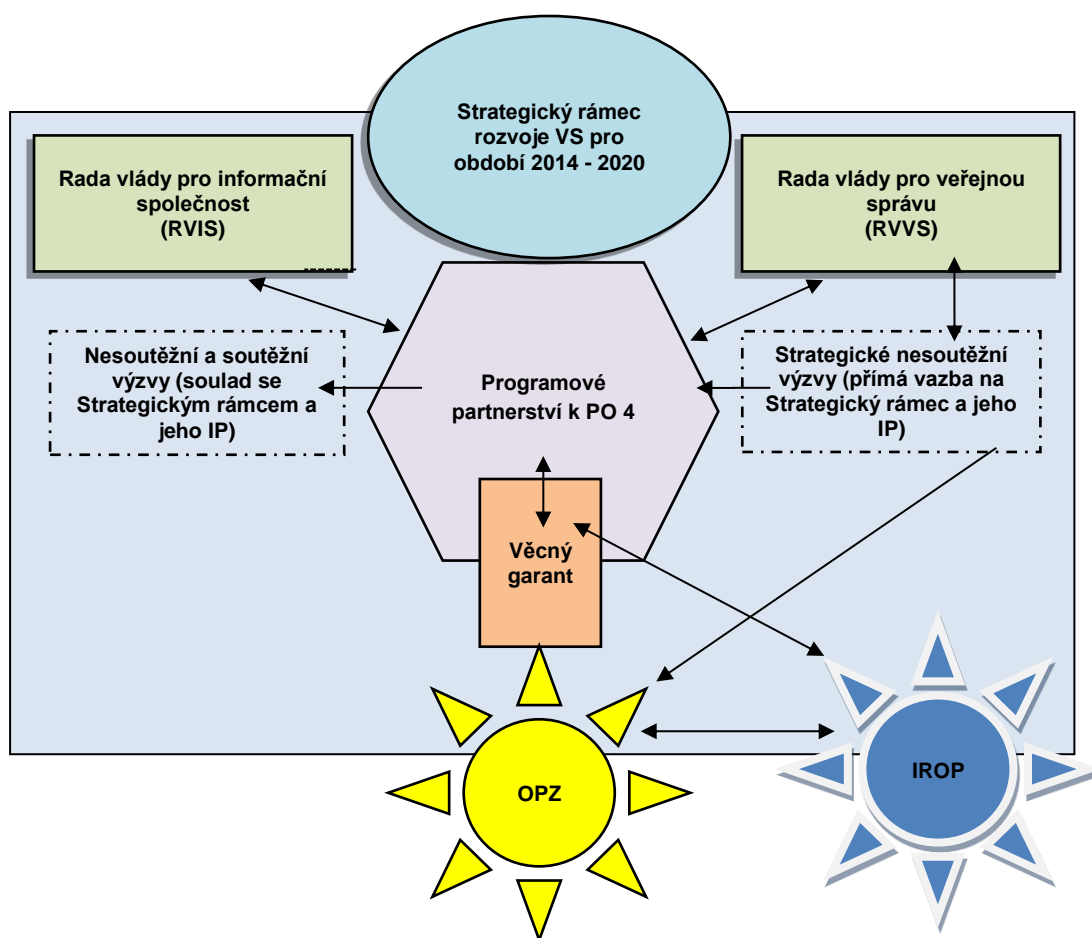 Strategický rámec
rozvoje VS pro
období 2014 - 2020
Rada vlády pro informační
společnost
(RVIS)
Rada vlády pro veřejnou
správu
(RVVS)
Nesoutěžní a soutěžní
výzvy (soulad se
Strategickým rámcem a
jeho IP)
Programové
partnerství k PO 4
Strategické nesoutěžní
výzvy (přímá vazba na
Strategický rámec a jeho
IP)
Věcný
garant
OPZ
IROP